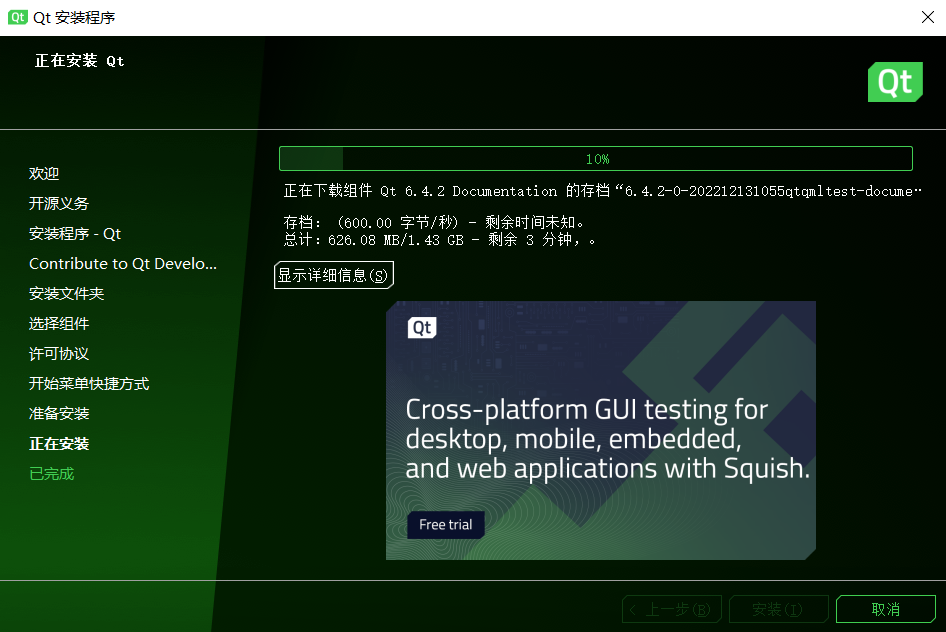 Qt Qt 安装程序
正在安装 Qt
Qt
10%
正在下载组件 Qt 6.4.2 Documentation 的存档“6.4.2-0-202212131055qtqmltest-docume…
存档： (600.00 字节/秒) - 剩余时间未知。
总计：626.08 MB/1.43 GB - 剩余 3 分钟，。
显示详细信息(S)
欢迎
开源义务
安装程序 - Qt
Contribute to Qt Develo...
安装文件夹
选择组件
许可协议
开始菜单快捷方式
准备安装
正在安装
已完成
Qt
Cross-platform GUI testing for
desktop, mobile, embedded,
and web applications with Squish.
Free trial
< 上一步(B) 安装(I) 取消